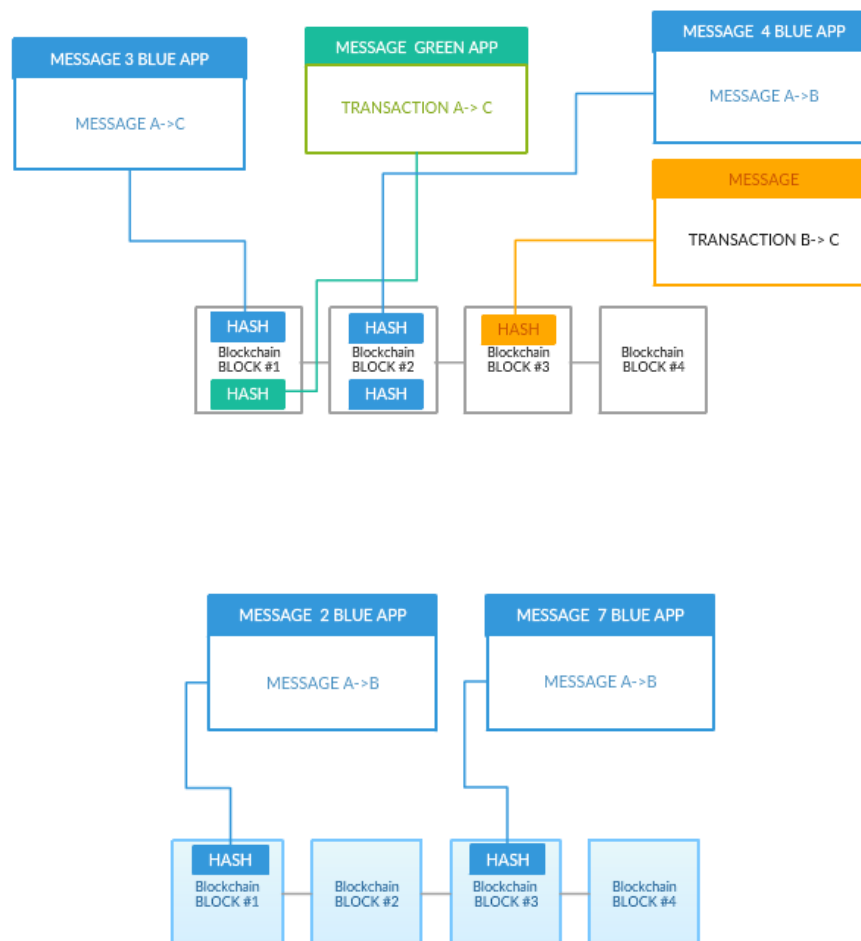 MESSAGE 3 BLUE APP
MESSAGE A->C
MESSAGE GREEN APP
TRANSACTION A-> C
MESSAGE 4 BLUE APP
MESSAGE A->B
MESSAGE
TRANSACTION B-> C
HASH
Blockchain
BLOCK #1
HASH
HASH
Blockchain
BLOCK #2
HASH
HASH
Blockchain
BLOCK #3
Blockchain
BLOCK #4
MESSAGE 2 BLUE APP
MESSAGE A->B
MESSAGE 7 BLUE APP
MESSAGE A->B
HASH
Blockchain
BLOCK #1
Blockchain
BLOCK #2
HASH
Blockchain
BLOCK #3
Blockchain
BLOCK #4